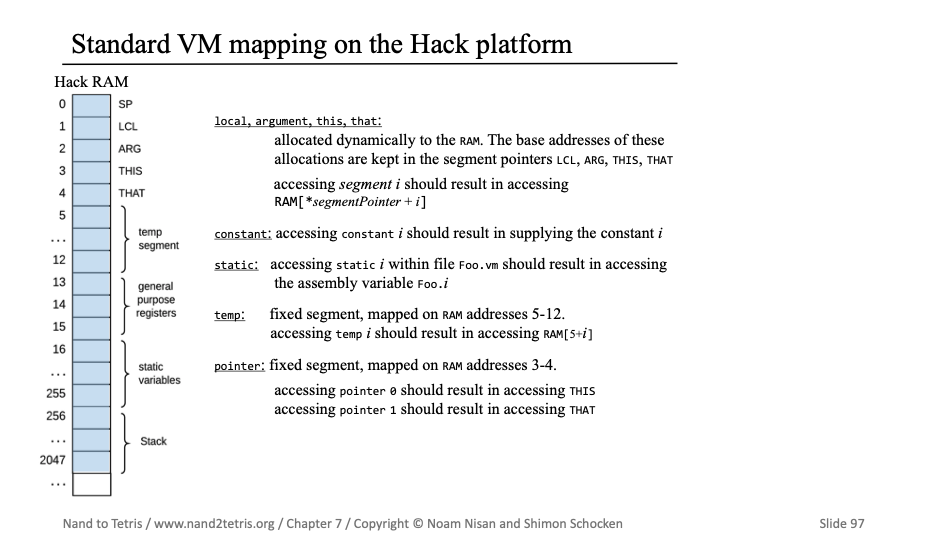 Standard VM mapping on the Hack platform
Hack RAM
0 SP
1 LCL
2 ARG
3 THIS
4 THAT
5
...
12
temp
segment
13
14
15
general
purpose
registers
16
...
255
static
variables
256
...
2047
Stack
...
local, argument, this, that:
allocated dynamically to the RAM. The base addresses of these
allocations are kept in the segment pointers LCL, ARG, THIS, THAT
accessing segment i should result in accessing
RAM[*segmentPointer + i]
constant: accessing constant i should result in supplying the constant i
static: accessing static i within file Foo.vm should result in accessing
the assembly variable Foo.i
temp: fixed segment, mapped on RAM addresses 5-12.
accessing temp i should result in accessing RAM[5+i]
pointer: fixed segment, mapped on RAM addresses 3-4.
accessing pointer 0 should result in accessing THIS
accessing pointer 1 should result in accessing THAT
Nand to Tetris / www.nand2tetris.org / Chapter 7 / Copyright © Noam Nisan and Shimon Schocken
Slide 97